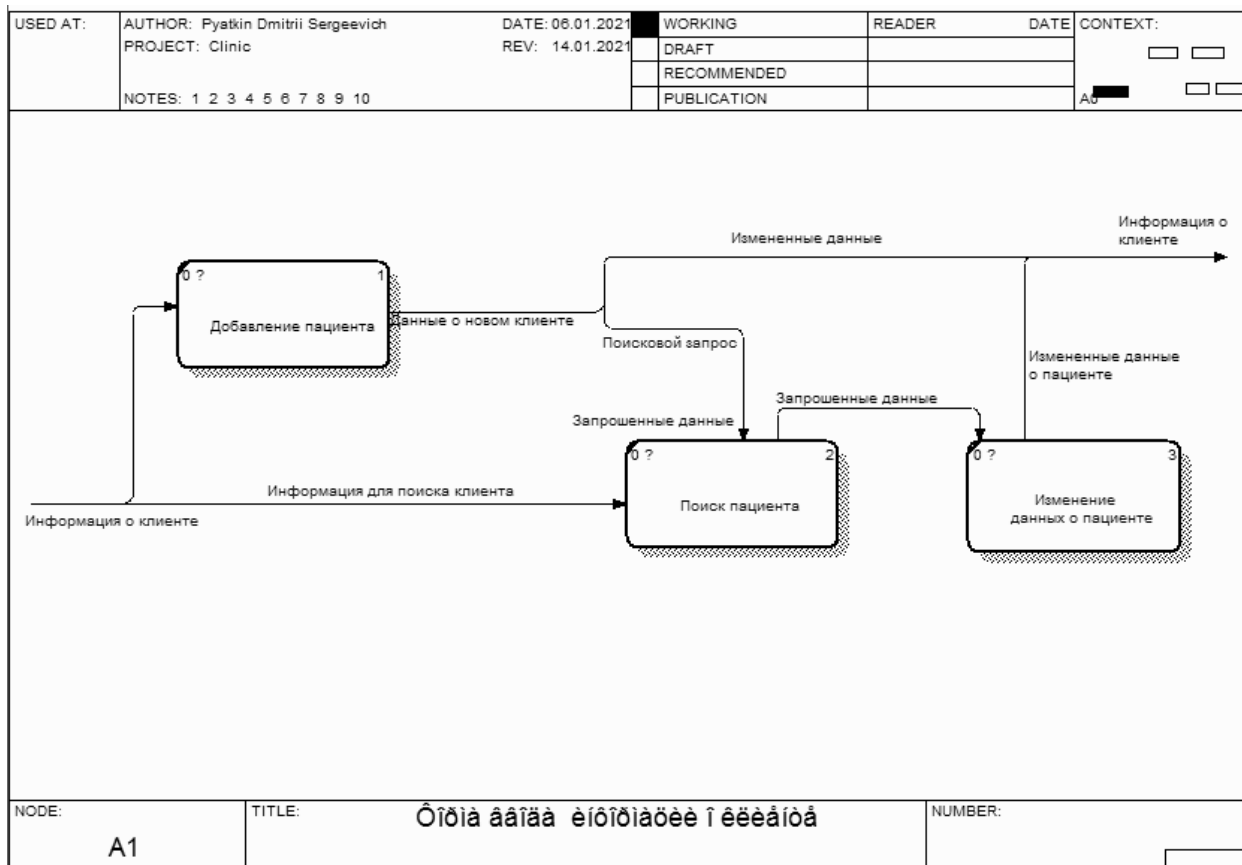 USED AT:
AUTHOR: Pyatkin Dmitrii Sergeevich
DATE: 06.01.2021
PROJECT: Clinic
REV: 14.01.2021
NOTES: 1 2 3 4 5 6 7 8 9 10
WORKING
DRAFT
RECOMMENDED
PUBLICATION
READER
DATE
CONTEXT:
A0
Измененные данные
Информация о
клиенте
0 ?
1
Добавление пациента
Данные о новом клиенте
Поисковой запрос
Измененные данные
о пациенте
Запрошенные данные
Запрошенные данные
0 ?
2
Поиск пациента
0 ?
3
Изменение
данных о пациенте
Информация для поиска клиента
Информация о клиенте
NODE:
A1
TITLE:
Ôîðìà ââîäà èíôîðìàöèè î êëèåíòå
NUMBER: